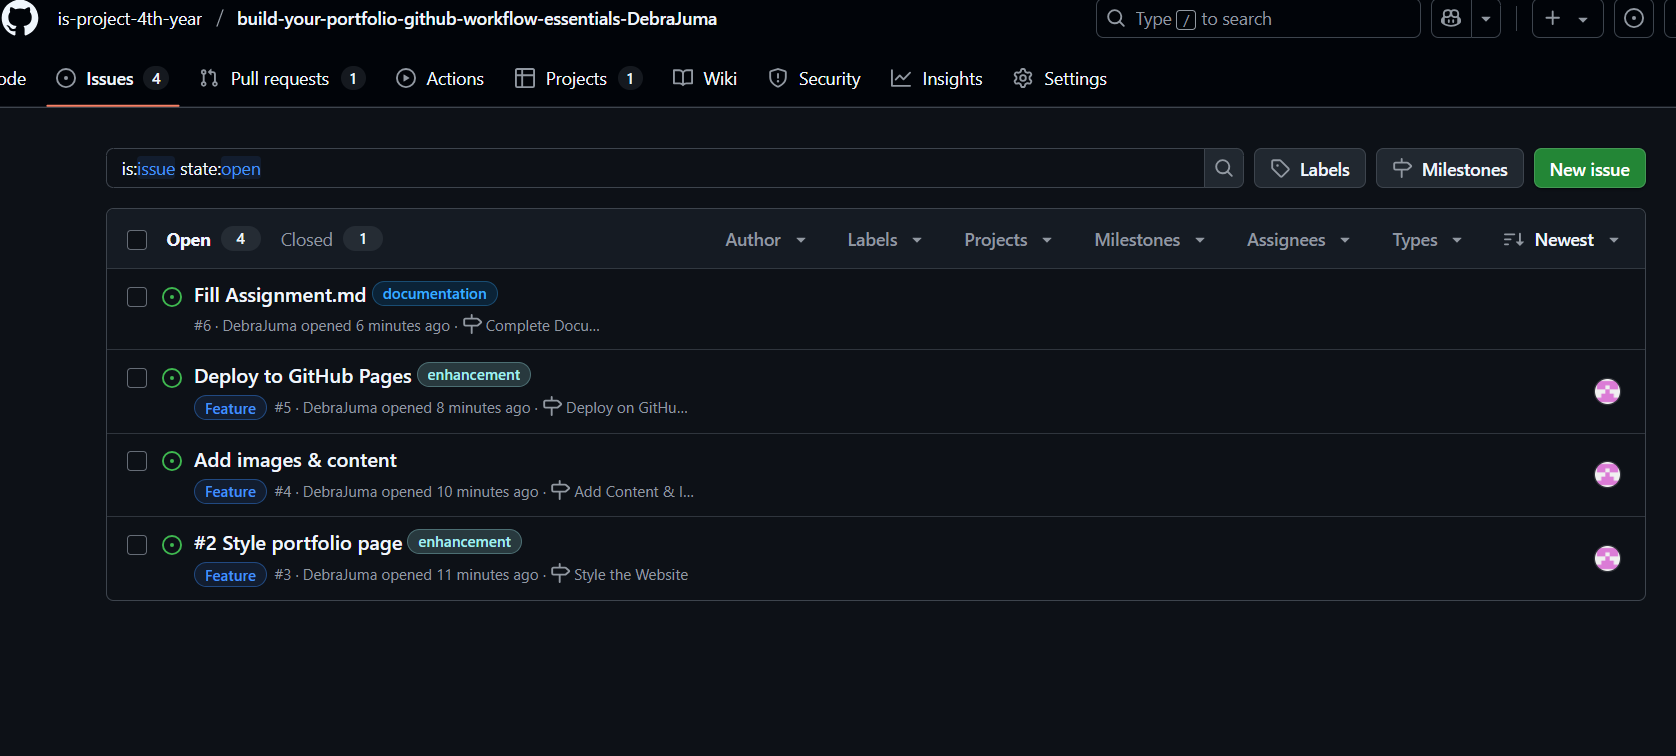 is-project-4th-year / build-your-portfolio-github-workflow-essentials-DebraJuma Type / to search
ode Issues 4 Pull requests 1 Actions Projects 1 Wiki Security Insights Settings
is:issue state:open Labels Milestones New issue
Open 4 Closed 1 Author Labels Projects Milestones Assignees Types Newest
Fill Assignment.md documentation
#6 · DebraJuma opened 6 minutes ago · Complete Docu...
Deploy to GitHub Pages enhancement
Feature #5 · DebraJuma opened 8 minutes ago · Deploy on GitHu...
Add images & content
Feature #4 · DebraJuma opened 10 minutes ago · Add Content & I...
#2 Style portfolio page enhancement
Feature #3 · DebraJuma opened 11 minutes ago · Style the Website